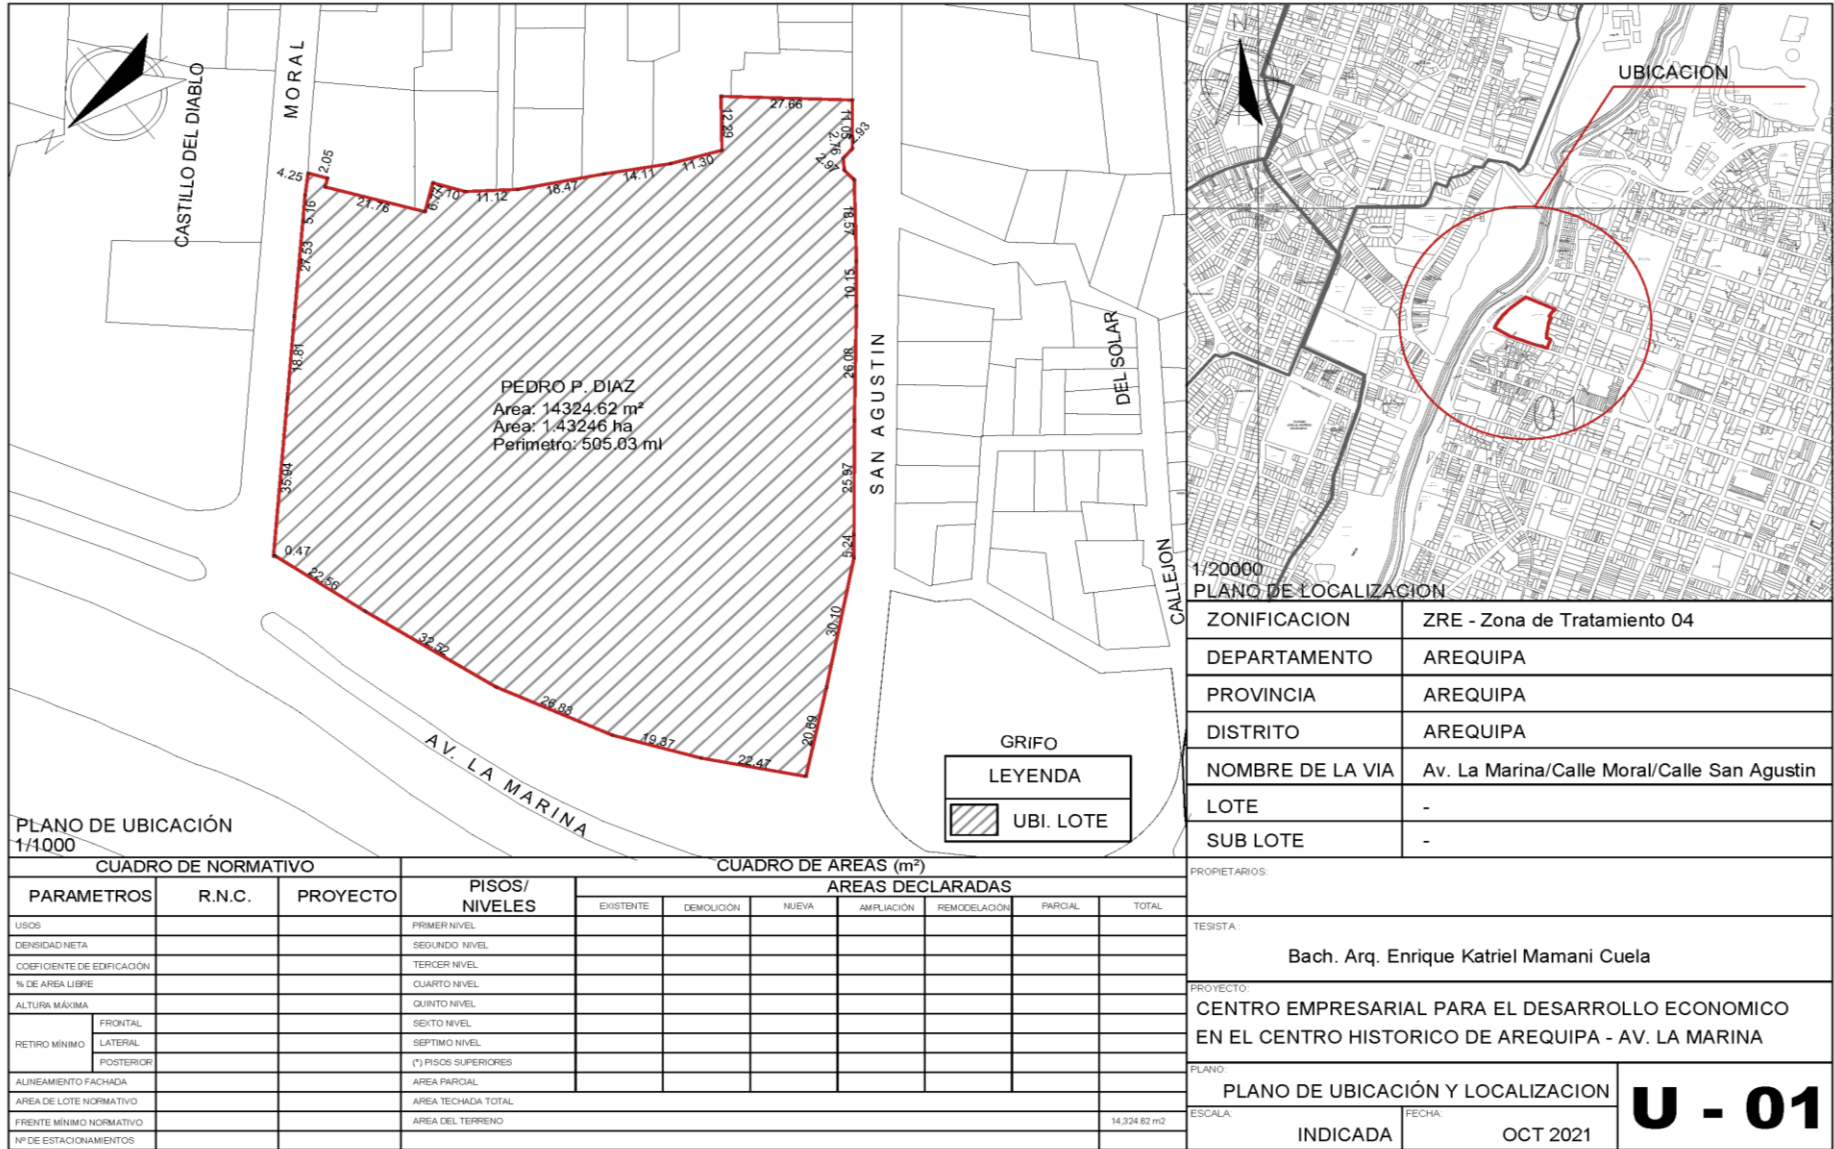 N
CASTILLO DEL DIABLO
MORAL
27.66
12.29
11.05
2.93
2.76
2.97
4.25
2.05
21.76
6.77
7.10
11.12
18.47
14.11
11.30
5.16
27.53
18.81
35.94
0.47
22.56
32.52
26.83
19.37
22.47
20.69
30.10
5.24
25.97
26.08
10.15
18.57
PEDRO P. DIAZ
Area: 14324.62 m²
Area: 1.43246 ha
Perimetro: 505.03 ml
SAN AGUSTIN
DEL SOLAR
CALLEJON
AV. LA MARINA
GRIFO
LEYENDA
UBI. LOTE
PLANO DE UBICACIÓN
1/1000
N
UBICACION
1/20000
PLANO DE LOCALIZACION
ZONIFICACION ZRE - Zona de Tratamiento 04
DEPARTAMENTO AREQUIPA
PROVINCIA AREQUIPA
DISTRITO AREQUIPA
NOMBRE DE LA VIA Av. La Marina/Calle Moral/Calle San Agustin
LOTE -
SUB LOTE -
CUADRO DE NORMATIVO
PARAMETROS R.N.C. PROYECTO
USOS
DENSIDAD NETA
COEFICIENTE DE EDIFICACIÓN
% DE AREA LIBRE
ALTURA MÁXIMA
RETIRO MÍNIMO
FRONTAL
LATERAL
POSTERIOR
ALINEAMIENTO FACHADA
AREA DE LOTE NORMATIVO
FRENTE MÍNIMO NORMATIVO
Nº DE ESTACIONAMIENTOS
CUADRO DE AREAS (m²)
PISOS/
NIVELES
AREAS DECLARADAS
EXISTENTE DEMOLICIÓN NUEVA AMPLIACIÓN REMODELACIÓN PARCIAL TOTAL
PRIMER NIVEL
SEGUNDO NIVEL
TERCER NIVEL
CUARTO NIVEL
QUINTO NIVEL
SEXTO NIVEL
SEPTIMO NIVEL
(*) PISOS SUPERIORES
AREA PARCIAL
AREA TECHADA TOTAL
AREA DEL TERRENO 14,324.62 m2
PROPIETARIOS:
TESISTA:
Bach. Arq. Enrique Katriel Mamani Cuela
PROYECTO:
CENTRO EMPRESARIAL PARA EL DESARROLLO ECONOMICO
EN EL CENTRO HISTORICO DE AREQUIPA - AV. LA MARINA
PLANO:
PLANO DE UBICACIÓN Y LOCALIZACION
ESCALA:
INDICADA
FECHA:
OCT 2021
U - 01